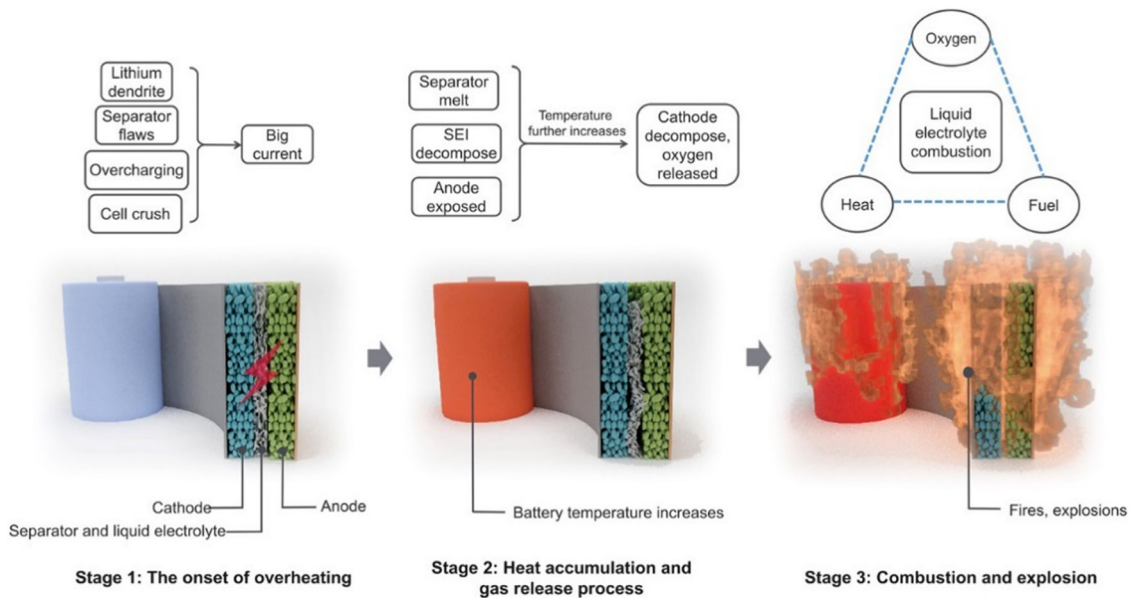 Lithium
dendrite
Separator
flaws
Overcharging
Cell crush
Big
current
Separator
melt
SEI
decompose
Anode
exposed
Temperature
further increases
Cathode
decompose,
oxygen
released
Oxygen
Liquid
electrolyte
combustion
Heat
Fuel
Cathode
Anode
Separator and liquid electrolyte
Battery temperature increases
Fires, explosions
Stage 1: The onset of overheating
Stage 2: Heat accumulation and
gas release process
Stage 3: Combustion and explosion